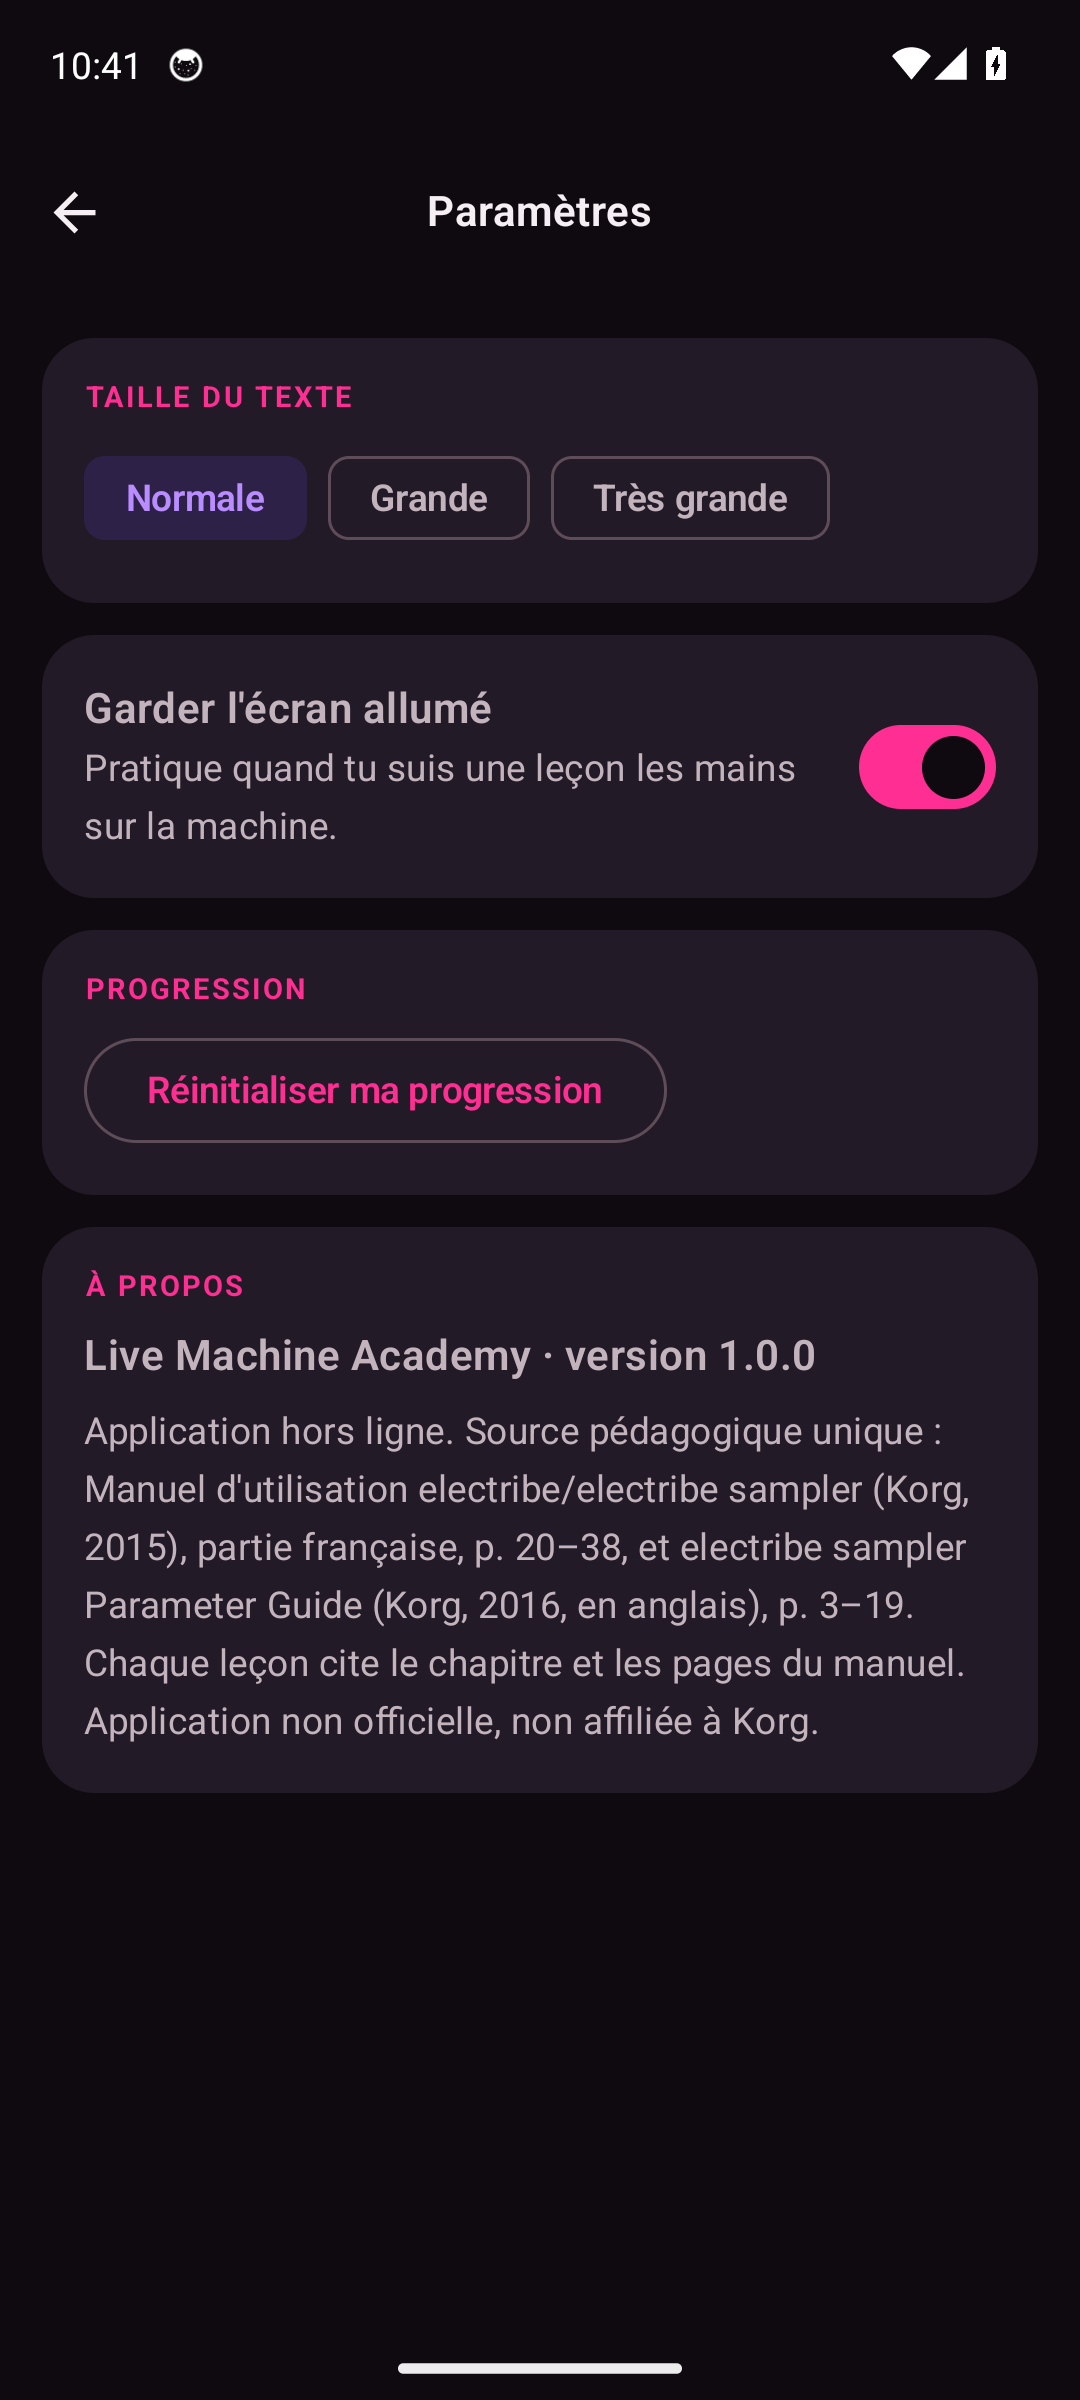 10:41
Paramètres
TAILLE DU TEXTE
Normale
Grande
Très grande
Garder l'écran allumé
Pratique quand tu suis une leçon les mains
sur la machine.
PROGRESSION
Réinitialiser ma progression
À PROPOS
Live Machine Academy · version 1.0.0
Application hors ligne. Source pédagogique unique :
Manuel d'utilisation electribe/electribe sampler (Korg,
2015), partie française, p. 20–38, et electribe sampler
Parameter Guide (Korg, 2016, en anglais), p. 3–19.
Chaque leçon cite le chapitre et les pages du manuel.
Application non officielle, non affiliée à Korg.